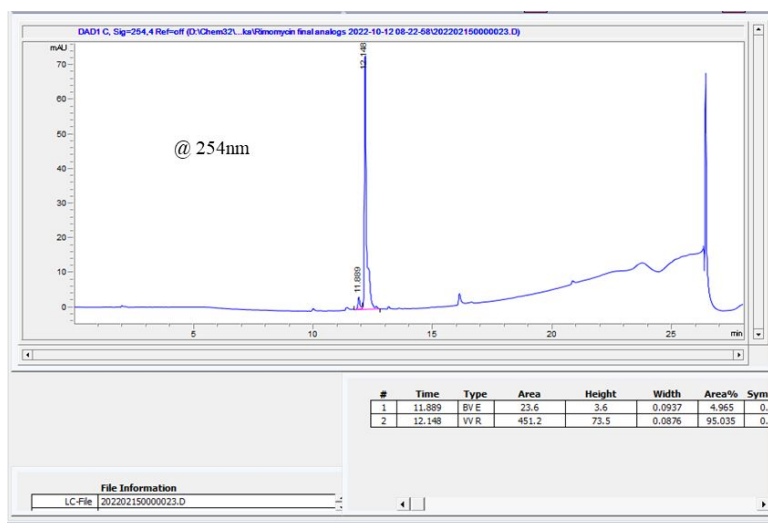 DAD1 C, Sig=254,4 Ref=off (D:\Chem32\...ka\Rimomycin final analogs 2022-10-12 08-22-58\202202150000023.D)
mAU
70
60
50
40
30
20
10
0
12.148
11.889
@ 254nm
5 10 15 20 25 min
# Time Type Area Height Width Area% Sym
1 11.889 BV E 23.6 3.6 0.0937 4.965 0.
2 12.148 VV R 451.2 73.5 0.0876 95.035 0.
File Information
LC-File 202202150000023.D